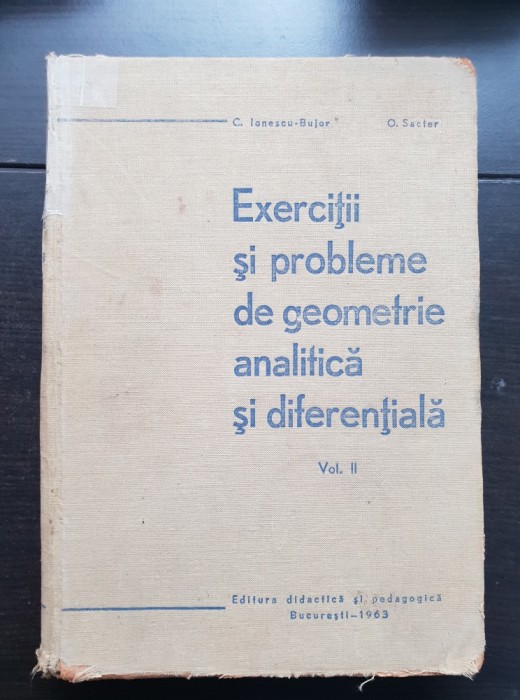 C. Ionescu-Bujor O. Sacter
Exerciţii
şi probleme
de geometrie
analitică
şi diferenţială
Vol. II
Editura didactică şi pedagogică
Bucureşti-1963